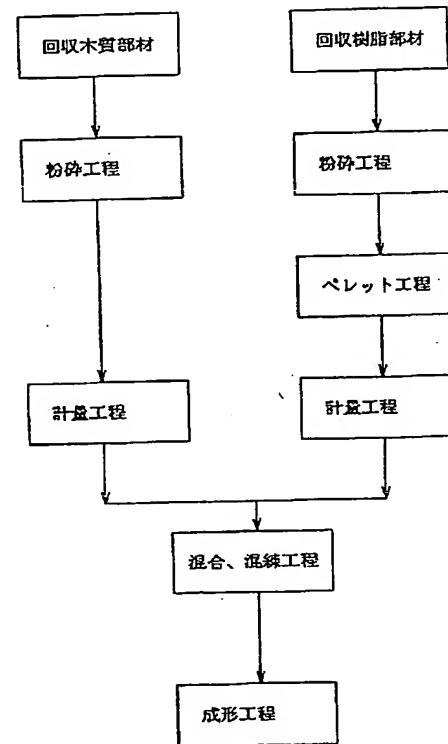 回収木質部材
回収樹脂部材
粉砕工程
粉砕工程
ペレット工程
計量工程
計量工程
混合、混練工程
成形工程